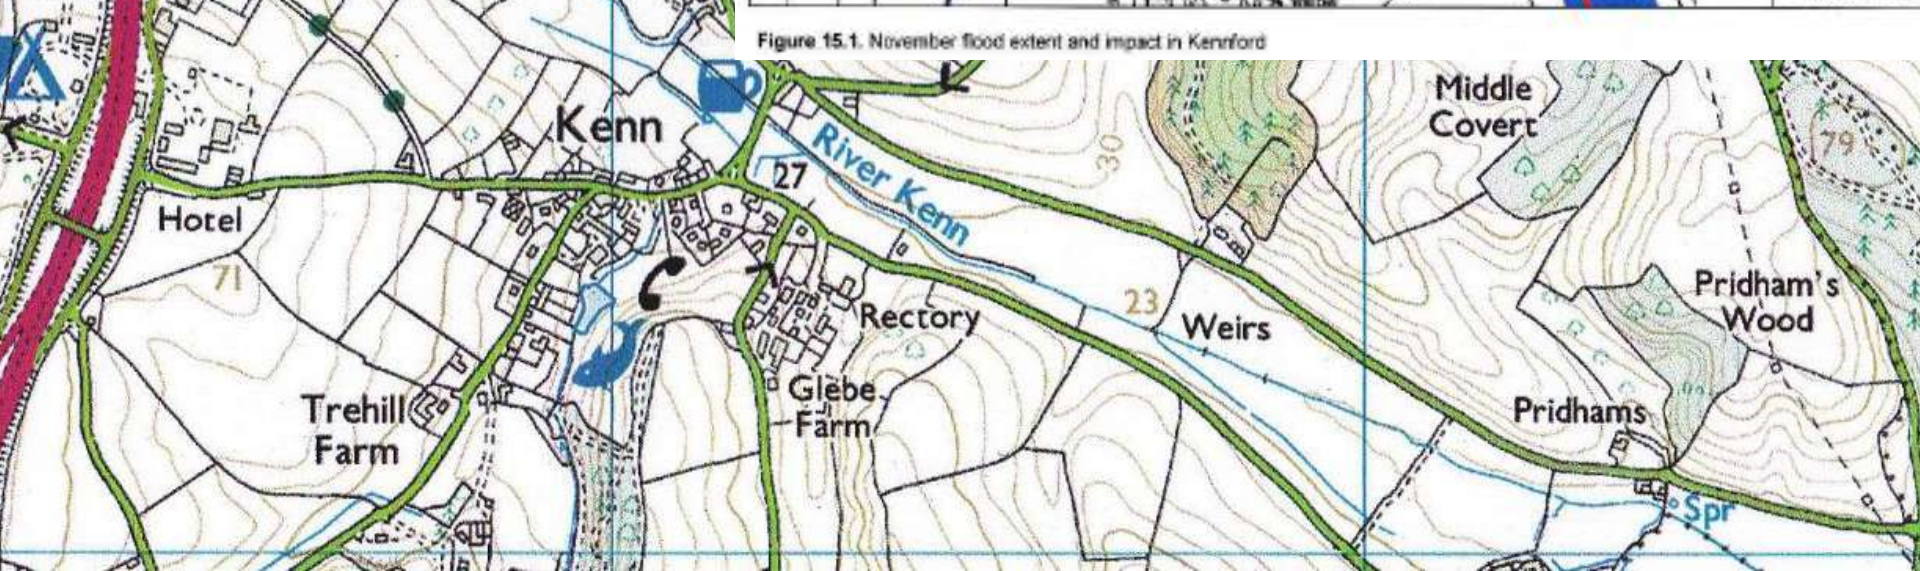 Figure 15.1. November flood extent and impact in Kennford
Middle
Covert
Kenn
River Kenn
30
79
27
Hotel
71
Pridham's
Wood
23
Weirs
Rectory
Glebe
Farm
Trehill
Farm
Pridhams
Spr